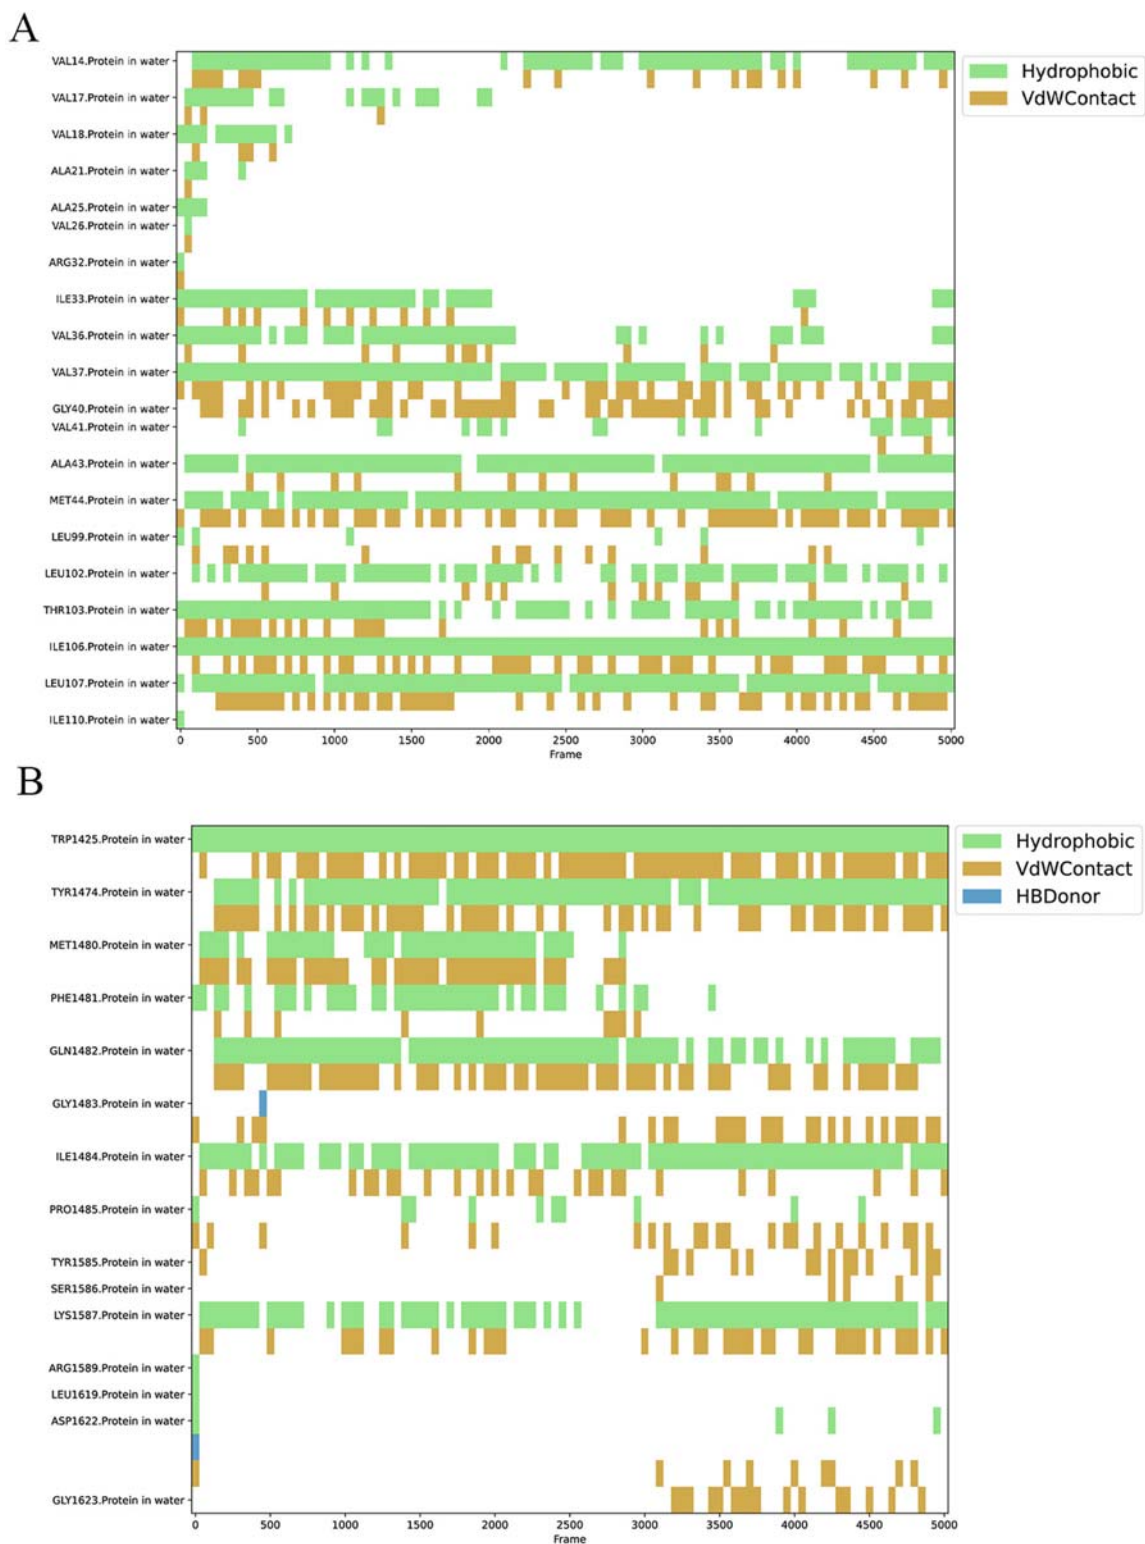 A
VAL14.Protein in water
VAL17.Protein in water
VAL18.Protein in water
ALA21.Protein in water
ALA25.Protein in water
VAL26.Protein in water
ARG32.Protein in water
ILE33.Protein in water
VAL36.Protein in water
VAL37.Protein in water
GLY40.Protein in water
VAL41.Protein in water
ALA43.Protein in water
MET44.Protein in water
LEU99.Protein in water
LEU102.Protein in water
THR103.Protein in water
ILE106.Protein in water
LEU107.Protein in water
ILE110.Protein in water
0 500 1000 1500 2000 2500 3000 3500 4000 4500 5000
Frame
Hydrophobic
VdWContact
B
TRP1425.Protein in water
TYR1474.Protein in water
MET1480.Protein in water
PHE1481.Protein in water
GLN1482.Protein in water
GLY1483.Protein in water
ILE1484.Protein in water
PRO1485.Protein in water
TYR1585.Protein in water
SER1586.Protein in water
LYS1587.Protein in water
ARG1589.Protein in water
LEU1619.Protein in water
ASP1622.Protein in water
GLY1623.Protein in water
0 500 1000 1500 2000 2500 3000 3500 4000 4500 5000
Frame
Hydrophobic
VdWContact
HBDonor